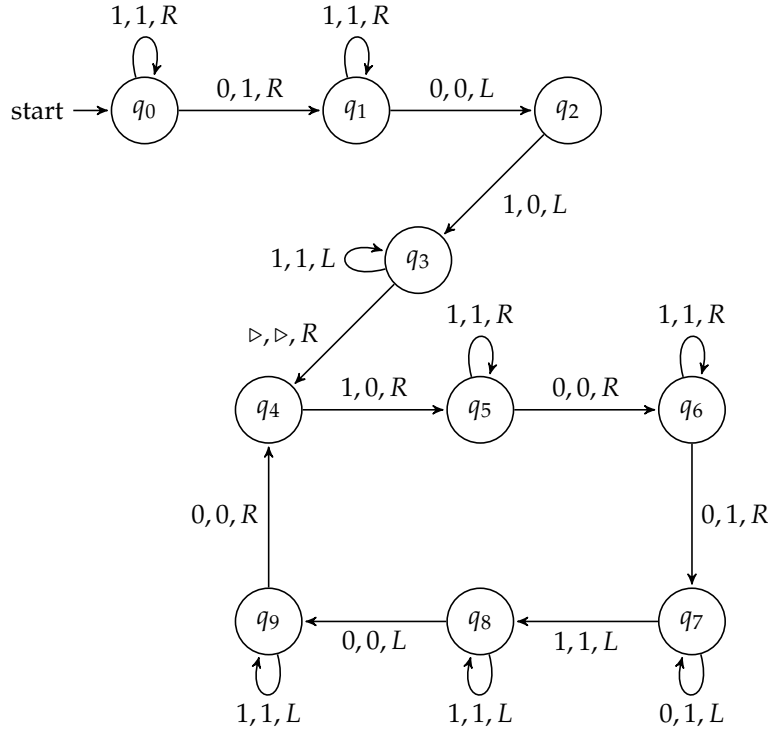 1, 1, R 1, 1, R
0, 1, R 0, 0, L
start q0 q1 q2
1, 0, L
1, 1, L q3
1, 1, R 1, 1, R
▷, ▷, R
1, 0, R 0, 0, R
q4 q5 q6
0, 0, R 0, 1, R
q9 q8 q7
0, 0, L 1, 1, L
1, 1, L 1, 1, L 0, 1, L